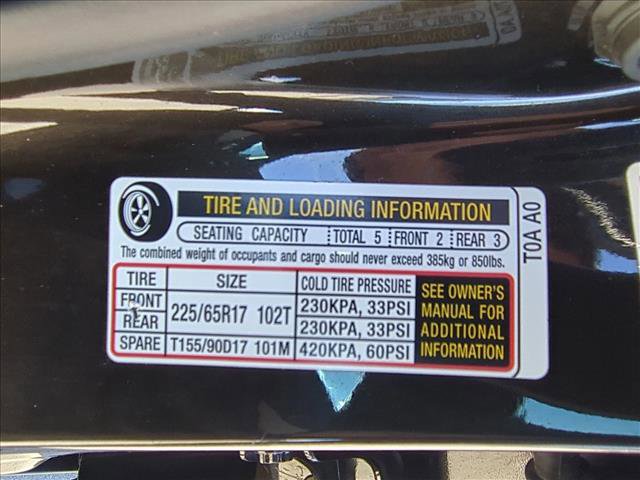 TIRE AND LOADING INFORMATION
SEATING CAPACITY TOTAL 5 FRONT 2 REAR 3
The combined weight of occupants and cargo should never exceed 385kg or 850lbs.
TIRE SIZE COLD TIRE PRESSURE
FRONT 225/65R17 102T 230KPA, 33PSI
REAR 230KPA, 33PSI
SPARE T155/90D17 101M 420KPA, 60PSI
SEE OWNER'S
MANUAL FOR
ADDITIONAL
INFORMATION
T0A A0